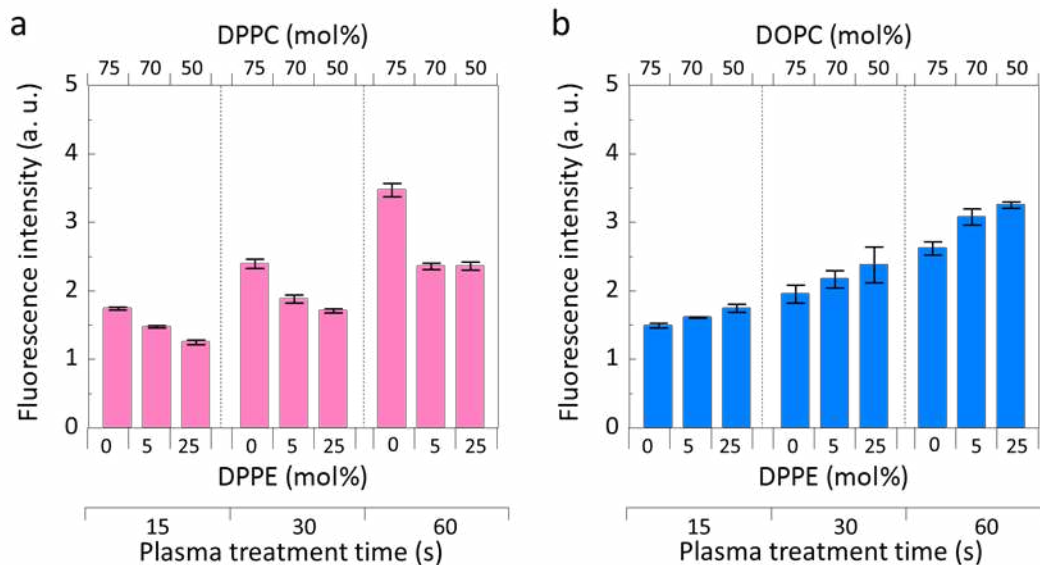 a
DPPC (mol%)
75 70 50 75 70 50 75 70 50
Fluorescence intensity (a. u.)
5
4
3
2
1
0
0 5 25 0 5 25 0 5 25
DPPE (mol%)
15 30 60
Plasma treatment time (s)
b
DOPC (mol%)
75 70 50 75 70 50 75 70 50
Fluorescence intensity (a. u.)
5
4
3
2
1
0
0 5 25 0 5 25 0 5 25
DPPE (mol%)
15 30 60
Plasma treatment time (s)